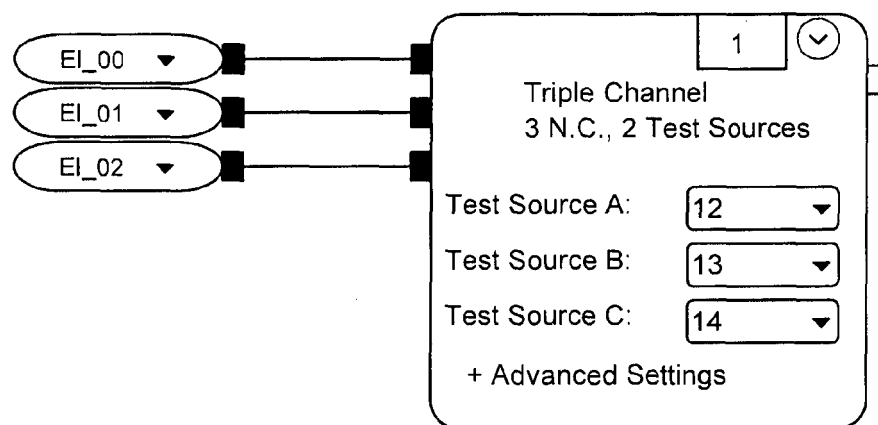 EI_00
EI_01
EI_02
1
Triple Channel
3 N.C., 2 Test Sources
Test Source A: 12
Test Source B: 13
Test Source C: 14
+ Advanced Settings